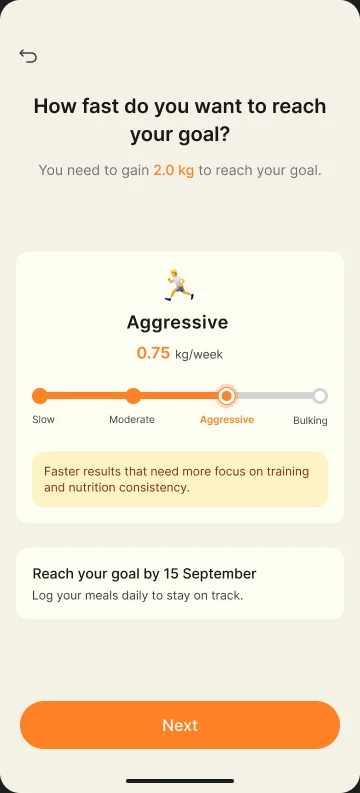 How fast do you want to reach
your goal?
You need to gain 2.0 kg to reach your goal.
Aggressive
0.75 kg/week
Slow Moderate Aggressive Bulking
Faster results that need more focus on training
and nutrition consistency.
Reach your goal by 15 September
Log your meals daily to stay on track.
Next